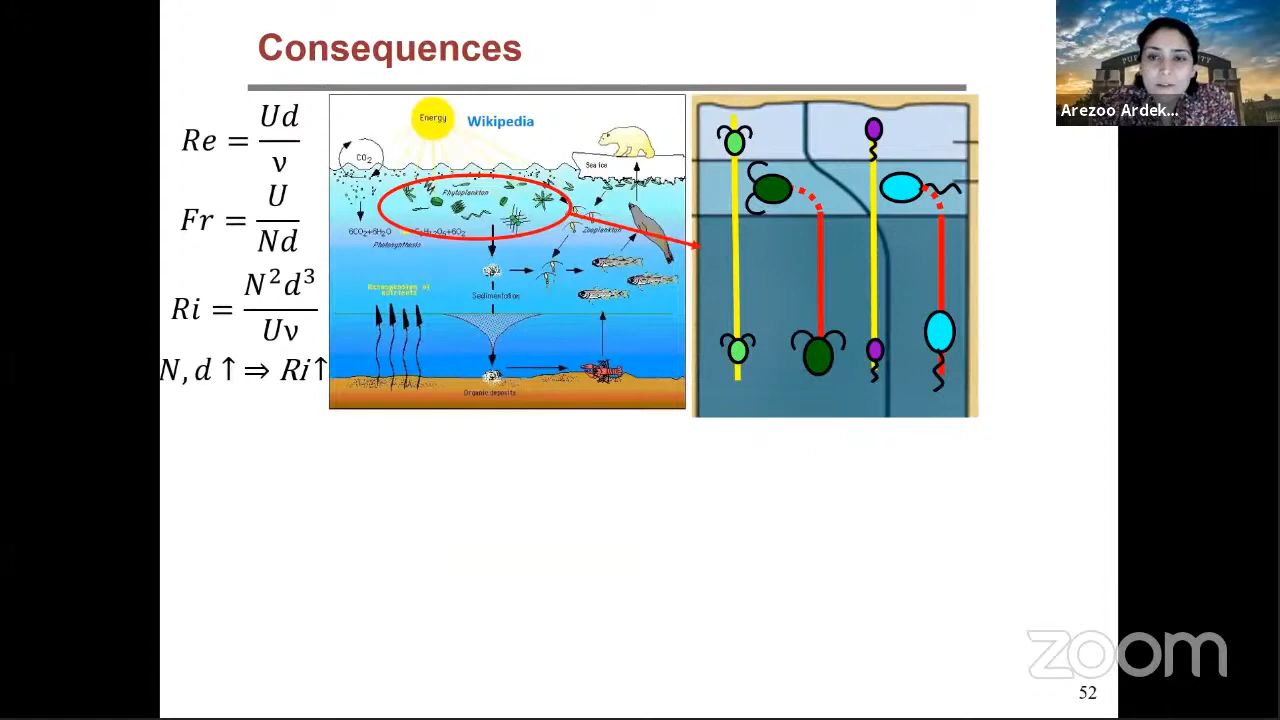 Consequences
Arezoo Ardek...
Re = Ud / ν
Fr = U / Nd
Ri = N²d³ / Uν
N, d ↑ ⇒ Ri↑
Energy
Wikipedia
CO₂
Sea Ice
Phytoplankton
Zooplankton
Photosynthesis
Sedimentation
Organic deposits
zoom
52